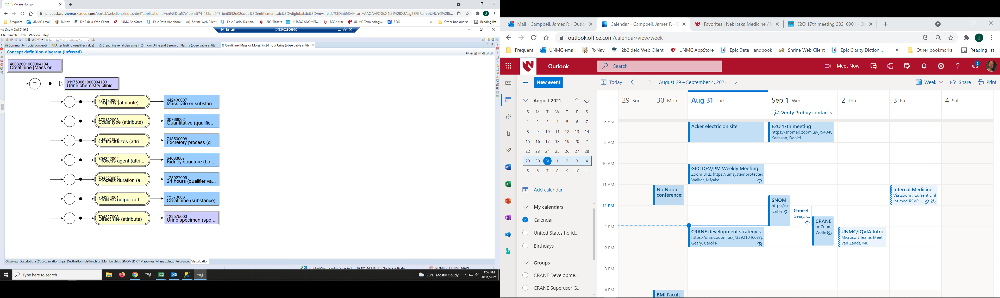 VMware Horizon
onedeskws1.nebraskamed.com/portal/webclient/index.html?applicationId=cn%3Dca57e1eb-e574-433a-a047-bed3f92d02cc,ou%3Dentitlements,dc%3Dvdiglobal,dc%3Dvmware,dc%3Dint&SAMLart=
Frequent
UNMC email
RxNav
i2b2 deid Web Client
UNMC AppStore
Epic Data Handbook
Shrine Web Client
Epic Clarity Diction...
i2b2 Tickets
IHTSDO SNOMED...
BD2K trac
UNMC Terminology...
BOX
»
Other bookmarks
Reading list
Snow Owl 7.16.2
IMDRC25069JC
File Search Tools Window Help
Type to find anything (or pre
Community (social concept)
After fasting (qualifier value)
Creatinine renal clearance in 24 hour Urine and Serum or Plasma (observable entity)
Creatinine [Mass or Moles] in 24 hour Urine (observable entity)
Concept definition diagram (Inferred)
40032601000004104
Creatinine [Mass or ...
911750061000004103
Urine chemistry clinic...
370130000
Property (attribute)
442430007
Mass rate or substan...
370132008
Scale type (attribute)
30766002
Quantitative (qualifie...
704321009
Characterizes (attri...
718500008
Excretory process (q...
704322002
Process agent (attri...
64033007
Kidney structure (bo...
704323007
Process duration (a...
123027009
24 hours (qualifier va...
704324001
Process output (att...
15373003
Creatinine (substance)
704327008
Direct site (attribute)
122575003
Urine specimen (spe...
Overview Descriptions Source relationships Destination relationships Memberships SNOMED CT Mappings All mappings References Visualization
campbell@unmc.edu connected to 10.232.94.113
No task activated
SNOMEDCT-UNMC:MAIN
Type here to search
73°F Mostly cloudy
1:57 PM
8/31/2021
Mail - Campbell, James R - Outlo
Calendar - Campbell, James R - O
Favorites | Nebraska Medicine / U
E2O 17th meeting 20210901 - O
outlook.office.com/calendar/view/week
Frequent
UNMC email
RxNav
i2b2 deid Web Client
UNMC AppStore
Epic Data Handbook
Shrine Web Client
Epic Clarity Diction...
»
Other bookmarks
Reading list
Outlook
Search
Meet Now
2
New event
Today
August 29 – September 4, 2021
Week
Share
Print
August 2021
S M T W T F S
1 2 3 4 5 6 7
8 9 10 11 12 13 14
15 16 17 18 19 20 21
22 23 24 25 26 27 28
29 30 31 1 2 3 4
5 6 7 8 9 10 11
Add calendar
My calendars
Calendar
United States holid...
Birthdays
Groups
CRANE Developme...
CRANE Superuser G...
29 Sun
30 Mon
Aug 31 Tue
Sep 1 Wed
2 Thu
3 Fri
4 Sat
Verify Prebuy contact w
8 AM
9 AM
10 AM
11 AM
12 PM
1 PM
2 PM
3 PM
4 PM
No Noon
conference:
BMI Facult
Acker electric on site
GPC DEV/PM Weekly Meeting
Zoom URL: https://umsystemprotectec
Walker, Miyaka
CRANE development strategy s
https://unmc.zoom.us/j/3392104603?p
Geary, Carol R
E2O 17th meeting
https://snomed.zoom.us/j/94048
Karlsson, Daniel
SNOM
https://sr
jca@i
Cancel
Geary, Ca
CRANE
or Zoom;
Wolfe
UNMC/IQVIA Intro
Microsoft Teams Meeti
Van Zandt, Mui
Internal Medicine
Via Zoom , Current Link
Int med RSVP, U